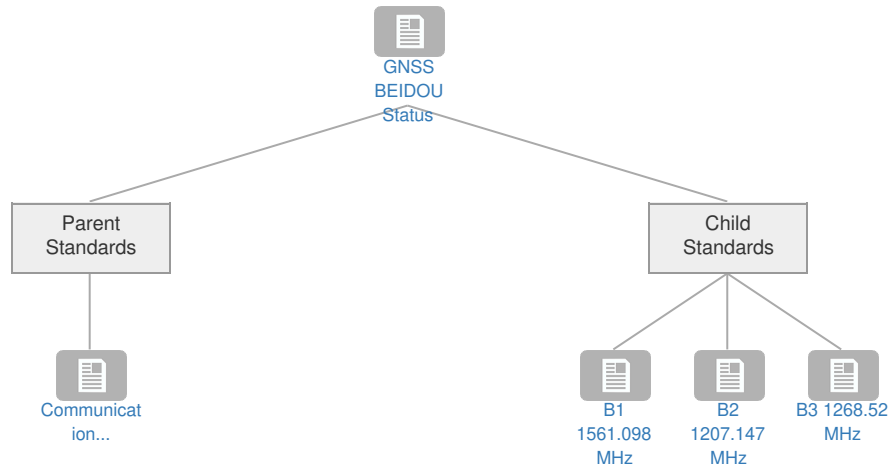 GNSS
BEIDOU
Status
Parent
Standards
Child
Standards
Communicat
ion...
B1
1561.098
MHz
B2
1207.147
MHz
B3 1268.52
MHz